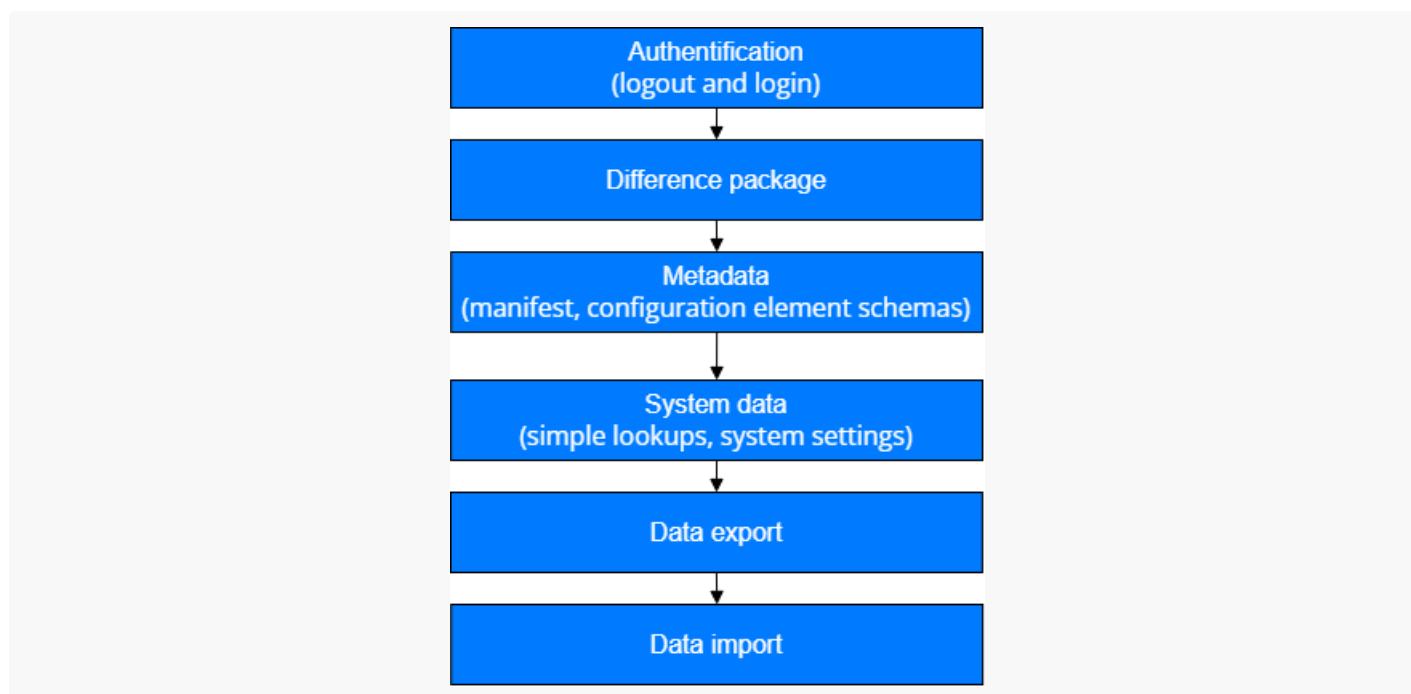 Authentification
(logout and login)
Difference package
Metadata
(manifest, configuration element schemas)
System data
(simple lookups, system settings)
Data export
Data import